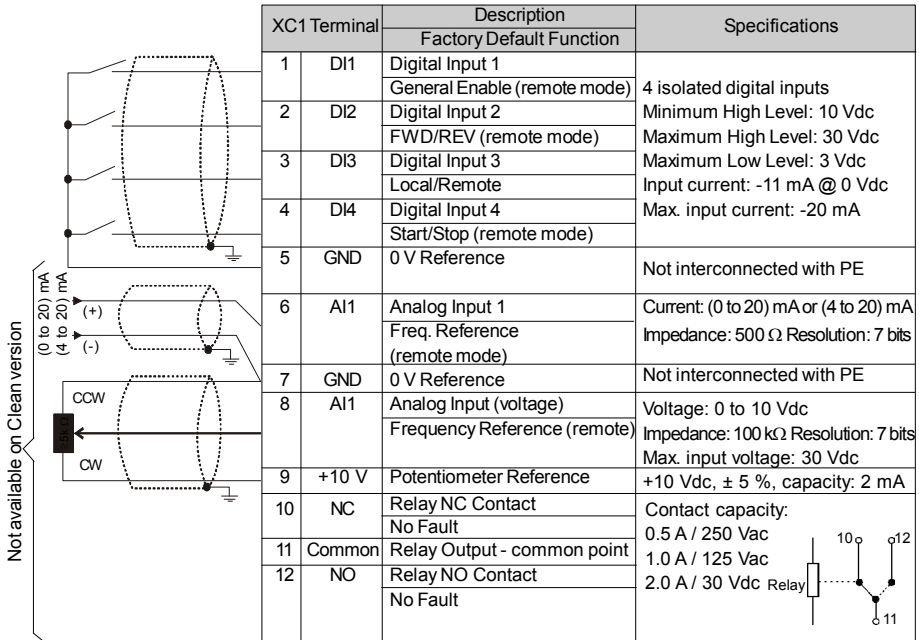 XC1 Terminal Description Specifications
Factory Default Function
1 DI1 Digital Input 1
General Enable (remote mode)
2 DI2 Digital Input 2
FWD/REV (remote mode)
3 DI3 Digital Input 3
Local/Remote
4 DI4 Digital Input 4
Start/Stop (remote mode)
4 isolated digital inputs
Minimum High Level: 10 Vdc
Maximum High Level: 30 Vdc
Maximum Low Level: 3 Vdc
Input current: -11 mA @ 0 Vdc
Max. input current: -20 mA
5 GND 0 V Reference
Not interconnected with PE
6 AI1 Analog Input 1
Freq. Reference
(remote mode)
Current: (0 to 20) mA or (4 to 20) mA
Impedance: 500 Ω Resolution: 7 bits
7 GND 0 V Reference
Not interconnected with PE
8 AI1 Analog Input (voltage)
Frequency Reference (remote)
Voltage: 0 to 10 Vdc
Impedance: 100 kΩ Resolution: 7 bits
Max. input voltage: 30 Vdc
9 +10 V Potentiometer Reference
+10 Vdc, ± 5 %, capacity: 2 mA
10 NC Relay NC Contact
No Fault
11 Common Relay Output - common point
12 NO Relay NO Contact
No Fault
Contact capacity:
0.5 A / 250 Vac
1.0 A / 125 Vac
2.0 A / 30 Vdc
Relay
10
12
11
Not available on Clean version
(0 to 20) mA
(4 to 20) mA
(+)
(-)
CCW
≥5k Ω
CW